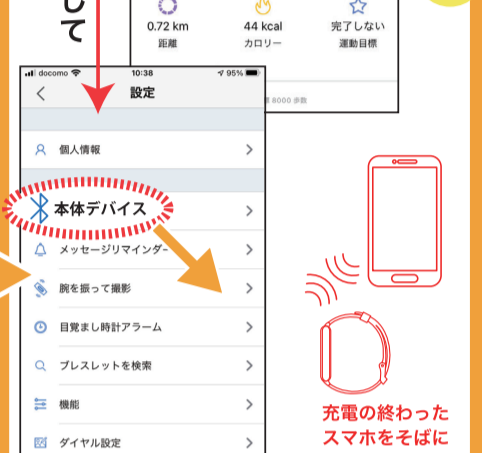 して
0.72 km
44 kcal
完了しない
距離
カロリー
運動目標
8000 歩数
docomo
10:38
95%
設定
個人情報
本体デバイス
メッセージリマインダー
腕を振って撮影
目覚まし時計アラーム
ブレスレットを検索
機能
ダイヤル設定
充電の終わった
スマホをそばに